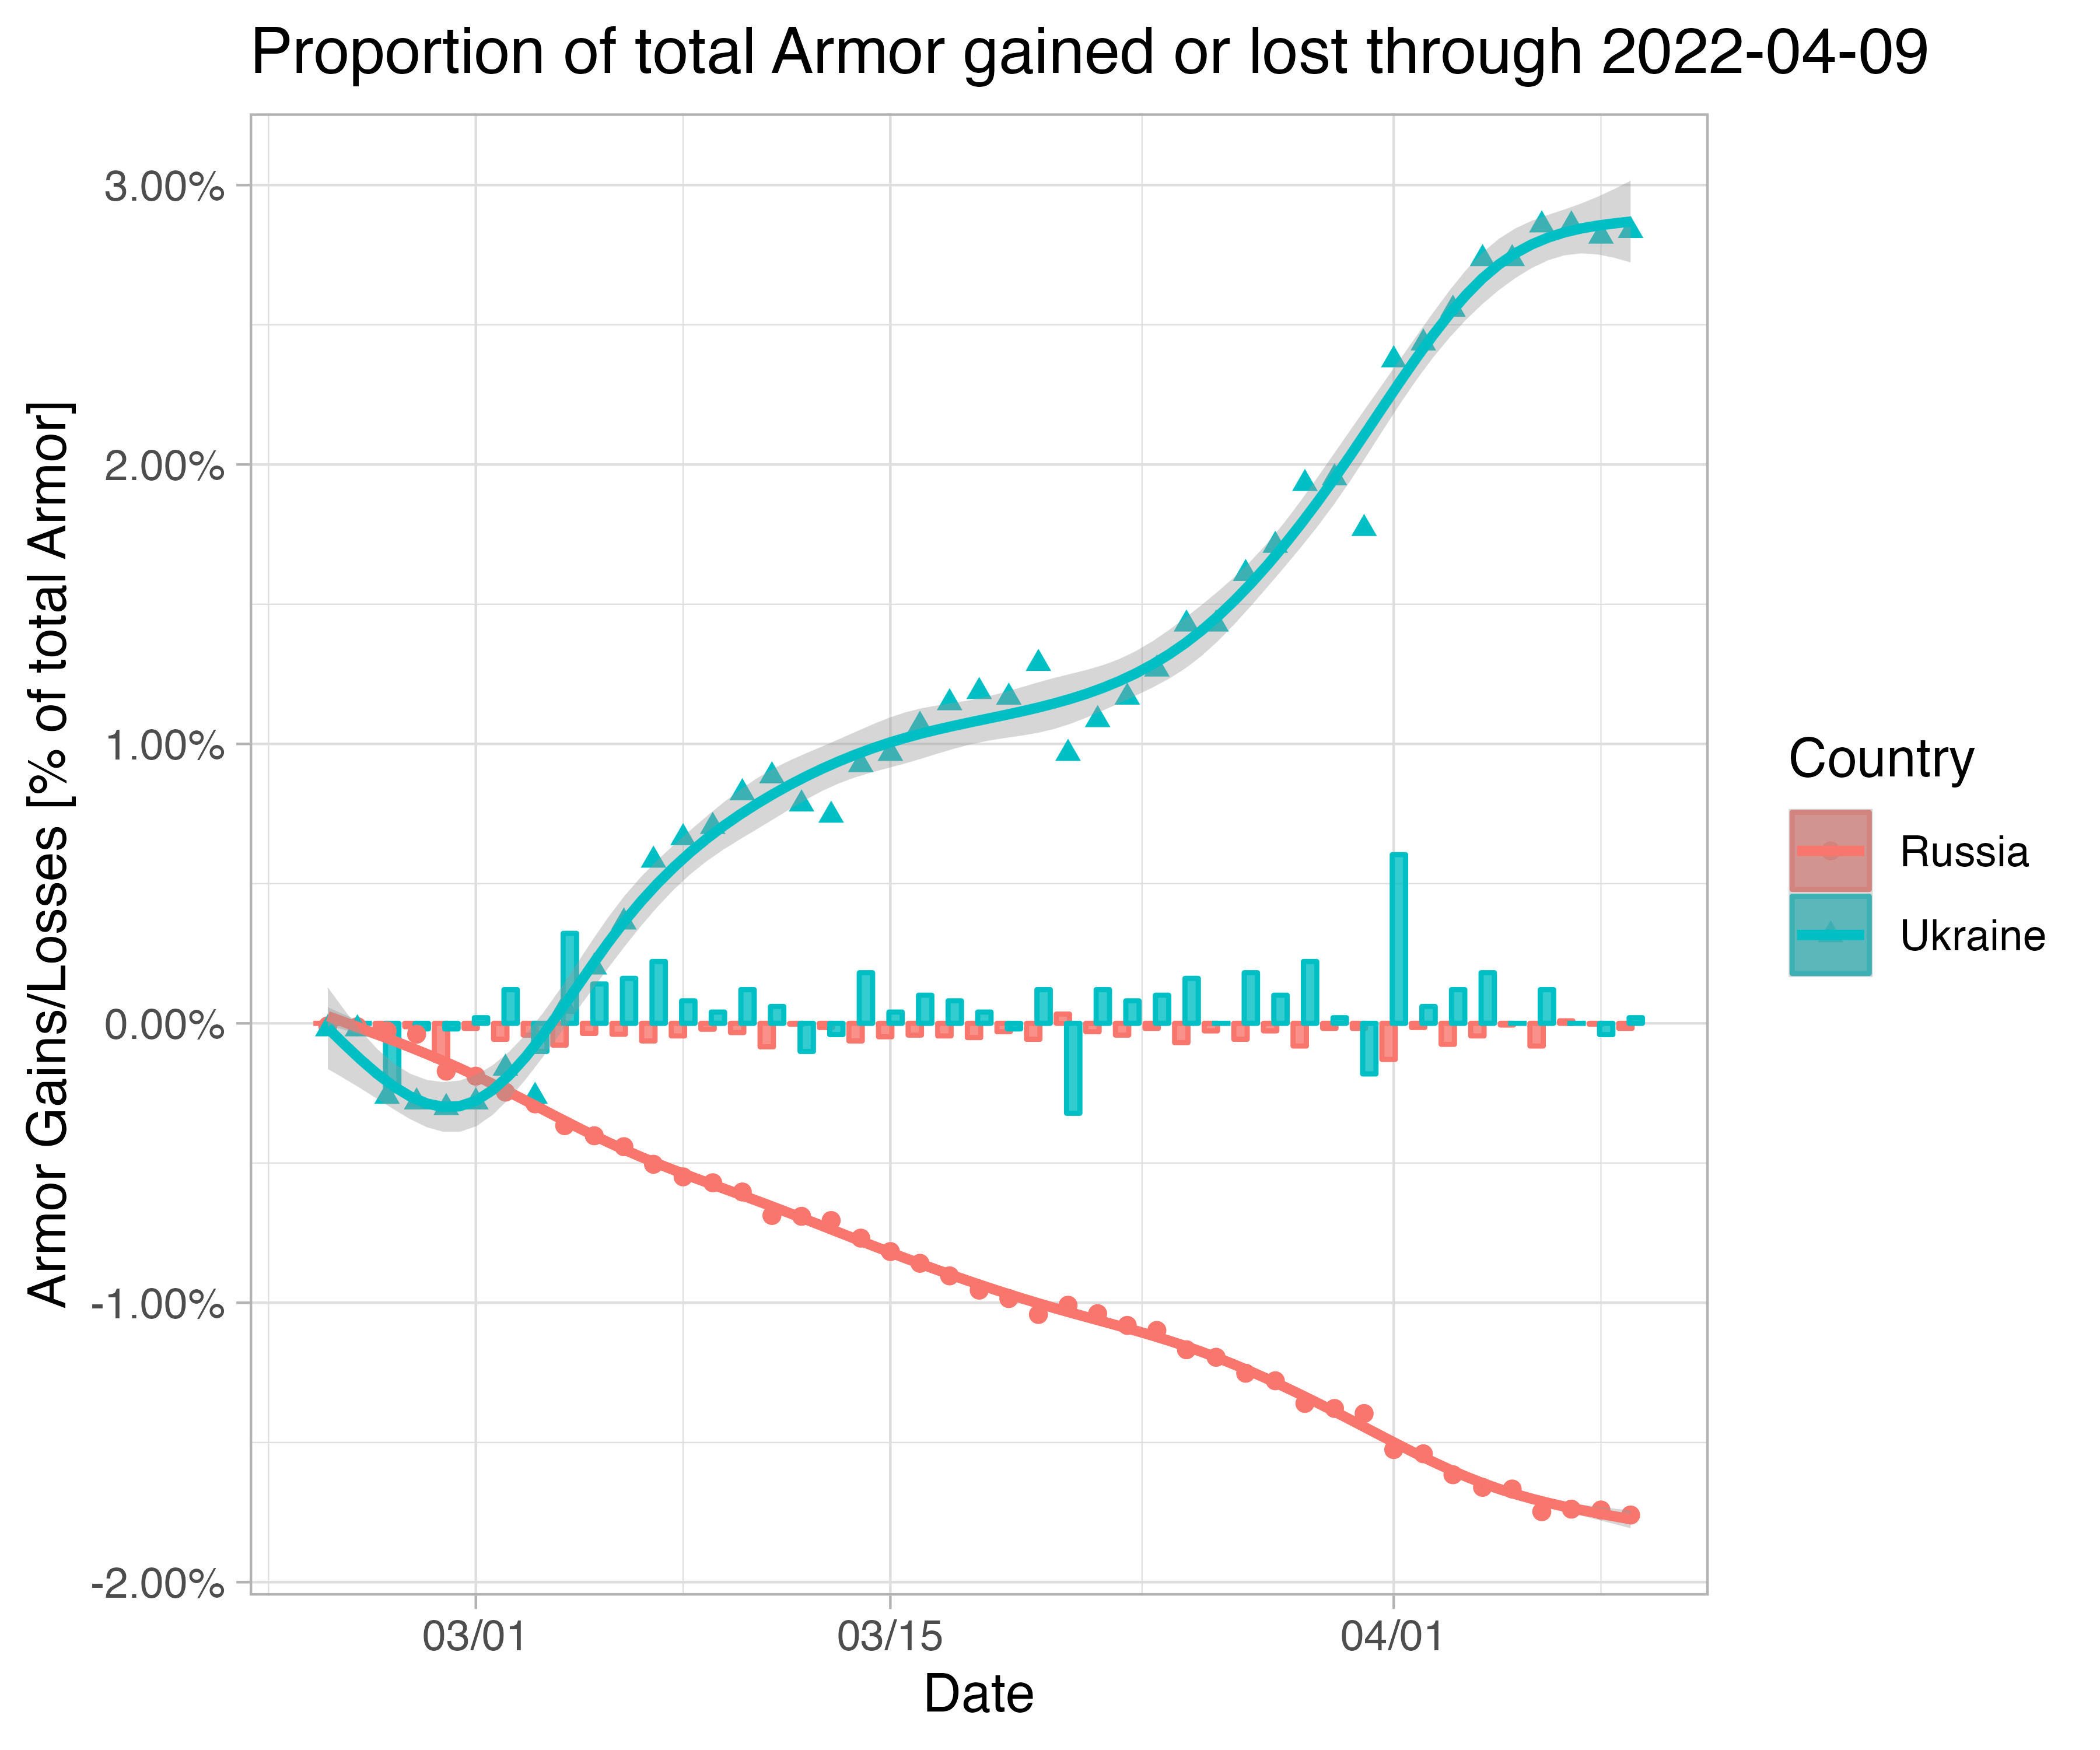 Proportion of total Armor gained or lost through 2022-04-09
Armor Gains/Losses [% of total Armor]
3.00%
2.00%
1.00%
0.00%
-1.00%
-2.00%
03/01
03/15
04/01
Date
Country
Russia
Ukraine